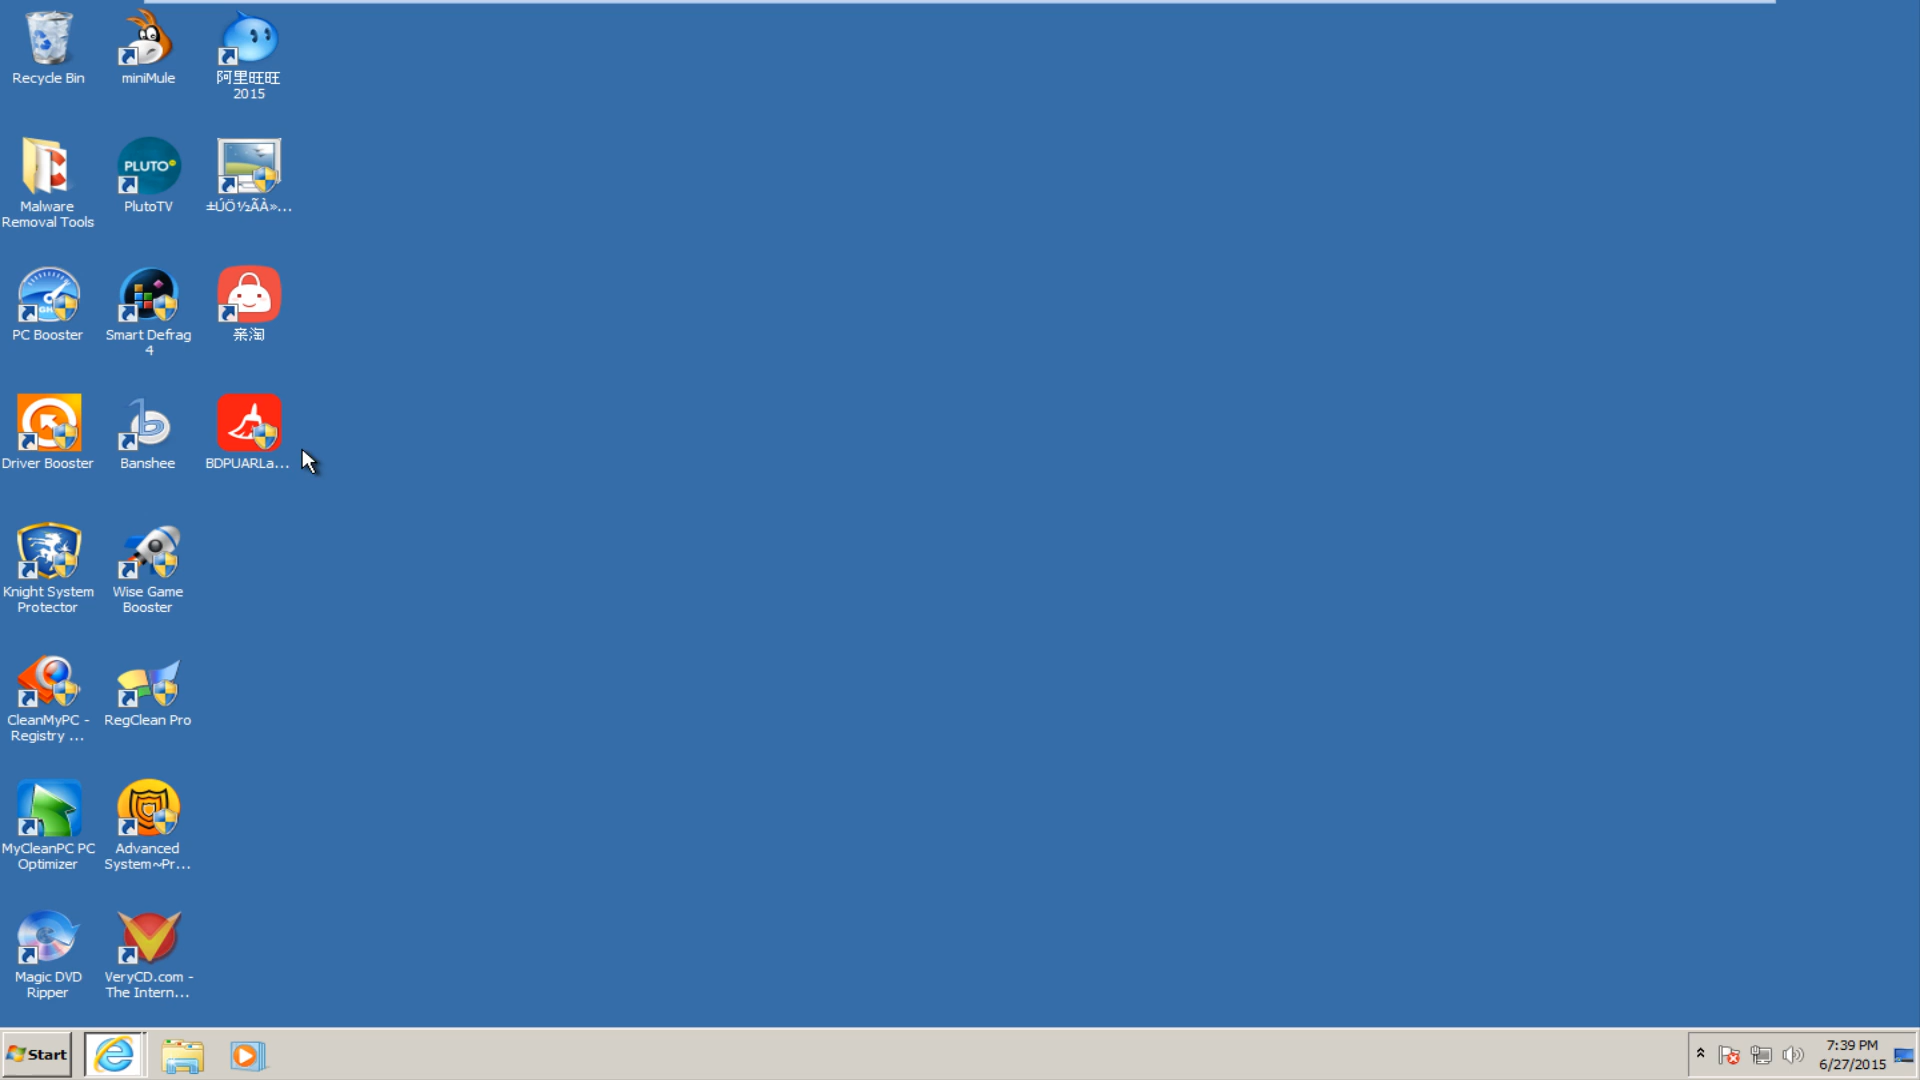 Recycle Bin
miniMule
阿里旺旺
2015
Malware
Removal Tools
PLUTO
PlutoTV
±ÚÖ½ÃÀ»...
PC Booster
Smart Defrag
4
亲淘
Driver Booster
Banshee
BDPUARLa...
Knight System
Protector
Wise Game
Booster
CleanMyPC -
Registry ...
RegClean Pro
MyCleanPC PC
Optimizer
Advanced
System~Pr...
Magic DVD
Ripper
VeryCD.com -
The Intern...
Start
7:39 PM
6/27/2015